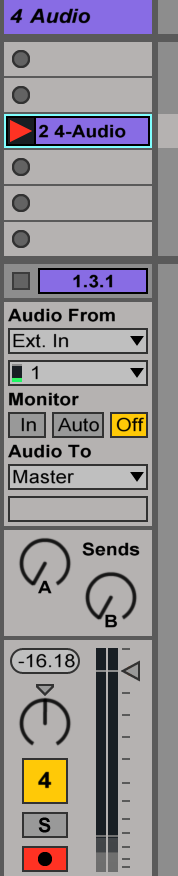 4 Audio
2 4-Audio
1.3.1
Audio From
Ext. In
1
Monitor
In Auto Off
Audio To
Master
Sends
A
B
-16.18
4
S